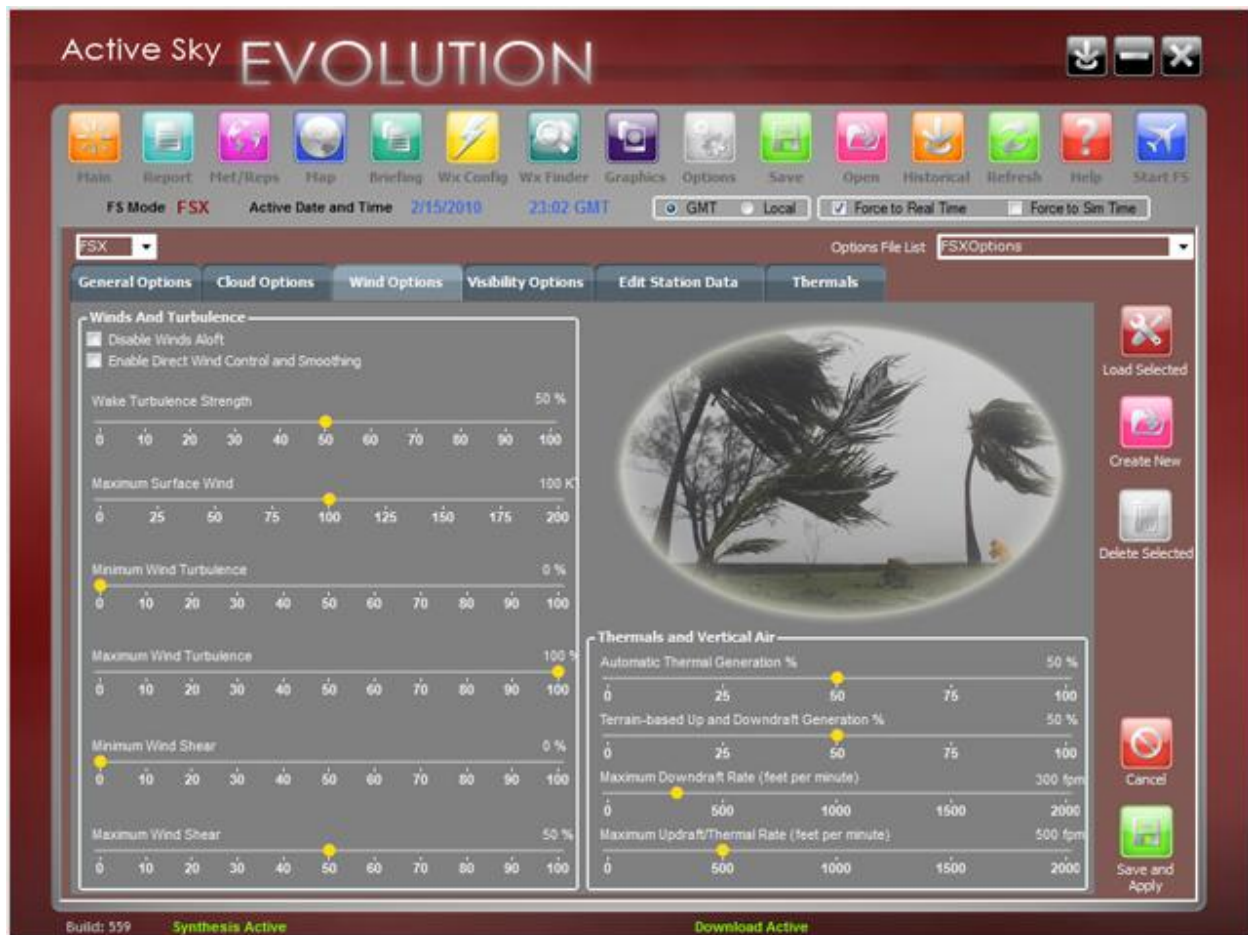 Active Sky EVOLUTION
Main Report Met/Reps Map Briefing Wx Config Wx Finder Graphics Options Save Open Historical Refresh Help Start FS
FS Mode FSX Active Date and Time 2/15/2010 23:02 GMT GMT Local Force to Real Time Force to Sim Time
FSX Options File List FSXOptions
General Options Cloud Options Wind Options Visibility Options Edit Station Data Thermals
Winds And Turbulence
Disable Winds Aloft
Enable Direct Wind Control and Smoothing
Wake Turbulence Strength 50 %
0 10 20 30 40 50 60 70 80 90 100
Maximum Surface Wind 100 KT
0 25 50 75 100 125 150 175 200
Minimum Wind Turbulence 0 %
0 10 20 30 40 50 60 70 80 90 100
Maximum Wind Turbulence 100 %
0 10 20 30 40 50 60 70 80 90 100
Minimum Wind Shear 0 %
0 10 20 30 40 50 60 70 80 90 100
Maximum Wind Shear 50 %
0 10 20 30 40 50 60 70 80 90 100
Thermals and Vertical Air
Automatic Thermal Generation % 50 %
0 25 50 75 100
Terrain-based Up and Downdraft Generation % 50 %
0 25 50 75 100
Maximum Downdraft Rate (feet per minute) 300 fpm
0 500 1000 1500 2000
Maximum Updraft/Thermal Rate (feet per minute) 500 fpm
0 500 1000 1500 2000
Load Selected
Create New
Delete Selected
Cancel
Save and
Apply
Build: 559 Synthesis Active Download Active